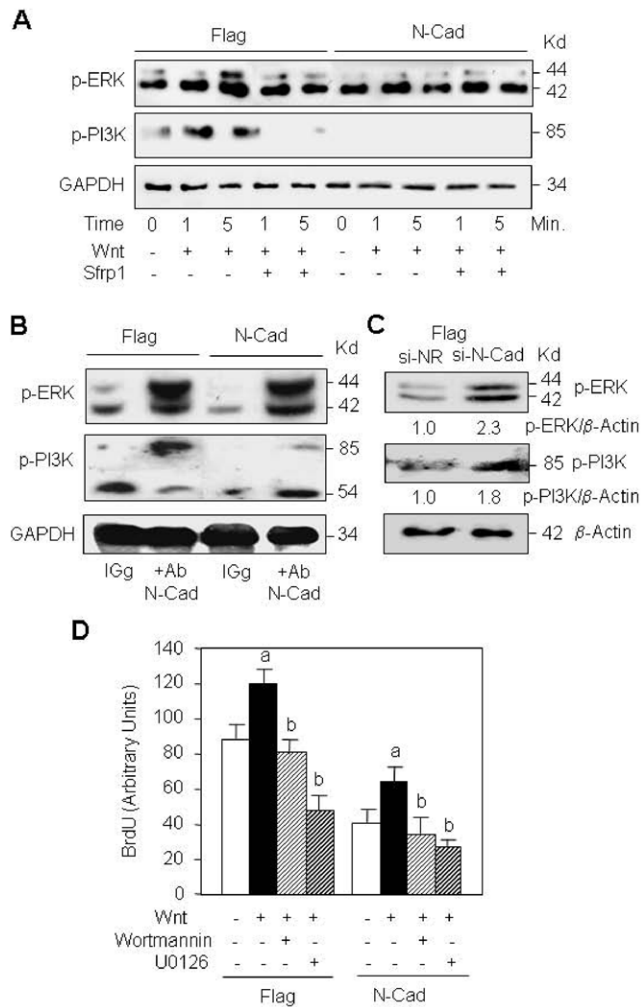 A
Flag N-Cad
Kd
p-ERK 44
42
p-PI3K 85
GAPDH 34
Time 0 1 5 1 5 0 1 5 1 5 Min.
Wnt - + + + + - + + + +
Sfrp1 - - - + + - - - + +
B
Flag N-Cad
Kd
p-ERK 44
42
p-PI3K 85
54
GAPDH 34
IGg +Ab IGg +Ab
N-Cad N-Cad
C
Flag
si-NR si-N-Cad Kd
44 p-ERK
42
1.0 2.3 p-ERK/β-Actin
85 p-PI3K
1.0 1.8 p-PI3K/β-Actin
42 β-Actin
D
BrdU (Arbitrary Units)
140
120
100
80
60
40
20
0
a
b
b
a
b
b
Wnt - + + + - + + +
Wortmannin - - + - - - + -
U0126 - - - + - - - +
Flag N-Cad